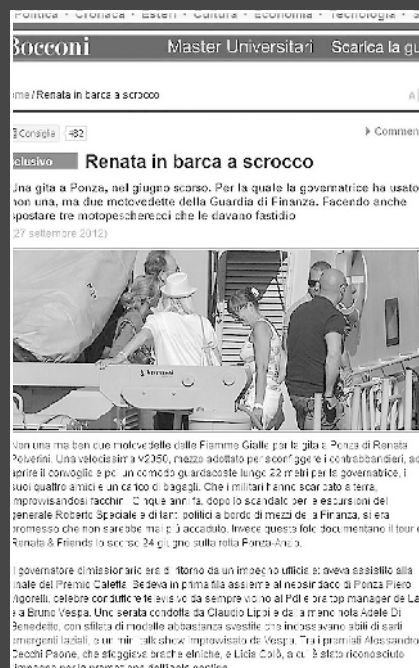 Politica - Cronaca - Esteri - Cultura - Economia - Tecnologia -
Bocconi Master Universitari Scarica la gu
ome/Renata in barca a scrocco A
Consiglia 482 Commen
clusivo Renata in barca a scrocco
Una gita a Ponza, nel giugno scorso. Per la quale la governatrice ha usato
non una, ma due motovedette della Guardia di Finanza. Facendo anche
spostare tre motopescherecci che le davano fastidio
(27 settembre 2012)
Non una ma ben due motovedette delle Fiamme Gialle per la gita a Ponza di Renata
Polverini. Una velocissima v2050, mezzo adottato per sconfiggere i contrabbandieri, ad
aprire il convoglio e poi un comodo guardacoste lungo 22 metri per la governatrice, i
suoi quattro amici e un carico di bagagli. Che i militari hanno scaricato a terra,
improvvisandosi facchini. Cinque anni fa, dopo lo scandalo per le escursioni del
generale Roberto Speciale e di tanti politici a bordo di mezzi de la Finanza, si era
promesso che non sarebbe mai più accaduto. Invece questa foto documentano il tour di
Renata & Friends lo scorso 24 giugno sulla rotta Ponza-Anzio.
l governatore dimissionario era di ritorno da un impegno ufficiale: aveva assistito alla
finale del Premio Caletta. Sedeva in prima fila assieme al neosindaco di Ponza Piero
Vigorelli, celebre conduttore televisivo da sempre vicino al Pdl e ora top manager de La
e a Bruno Vespa. Una serata condotta da Claudio Lippi e dalla meno nota Adele Di
Benedetto, con sfilata di modelle abbastanza svestite che indossavano abili di sarti
emergenti laziali, e un mini talk show improvvisato da Vespa. Tra i premiati Alessandro
Cecchi Paone, che sfoggiava brache etniche, e Licia Colò, a cui è stato riconosciuto